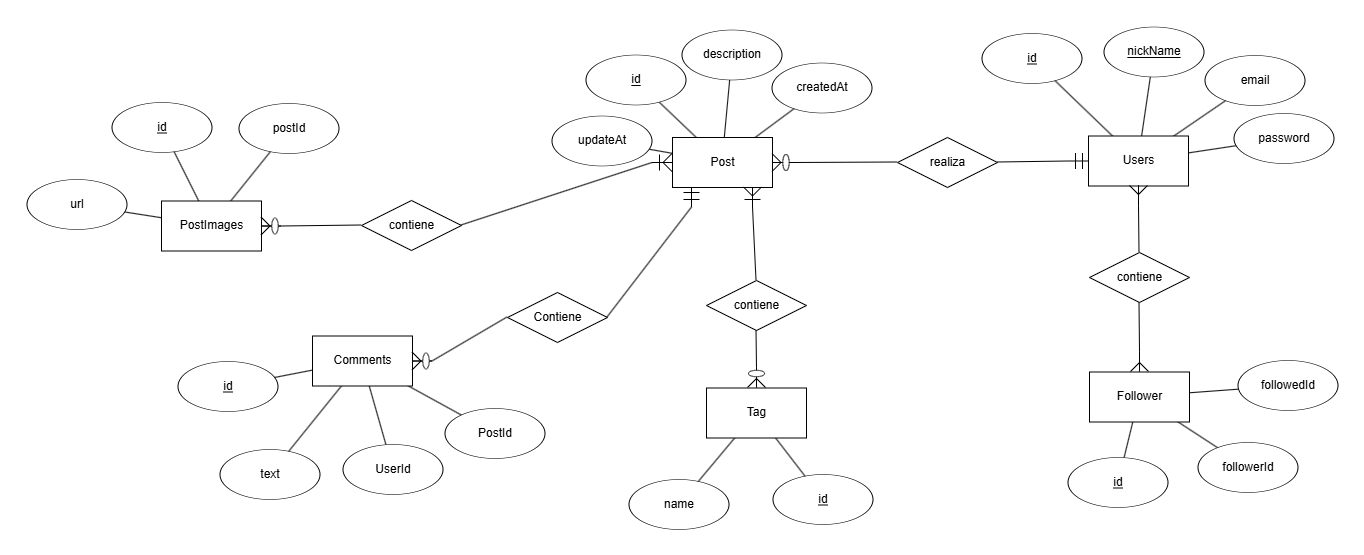 description
id
createdAt
updateAt
Post
realiza
id
nickName
email
password
Users
id
postId
url
PostImages
contiene
Contiene
contiene
contiene
Comments
id
text
UserId
PostId
Tag
name
id
Follower
followedId
followerId
id